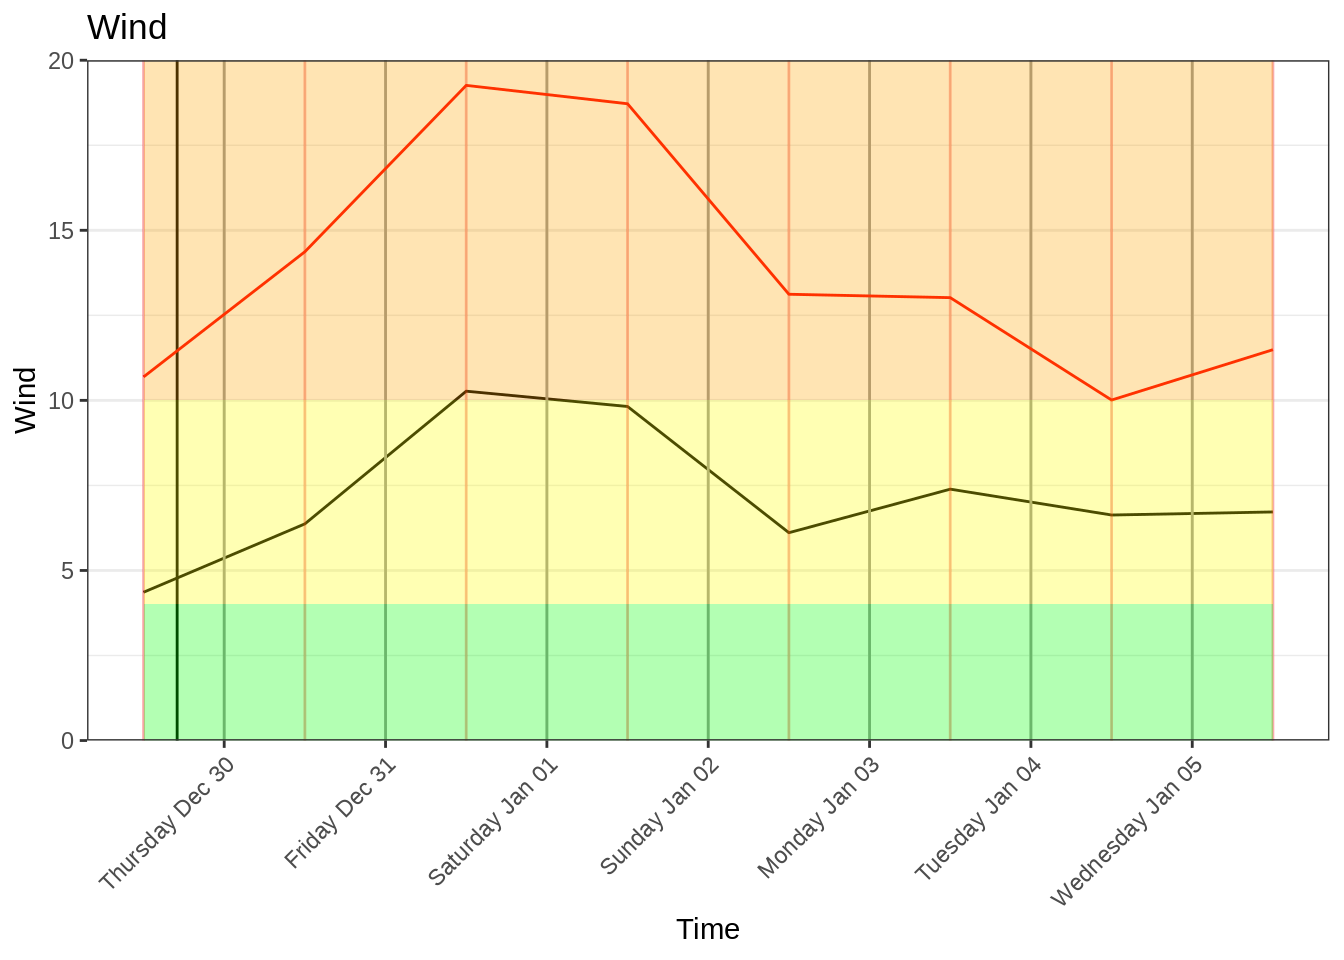 Wind
20
15
10
5
0
Wind
Thursday Dec 30
Friday Dec 31
Saturday Jan 01
Sunday Jan 02
Monday Jan 03
Tuesday Jan 04
Wednesday Jan 05
Time